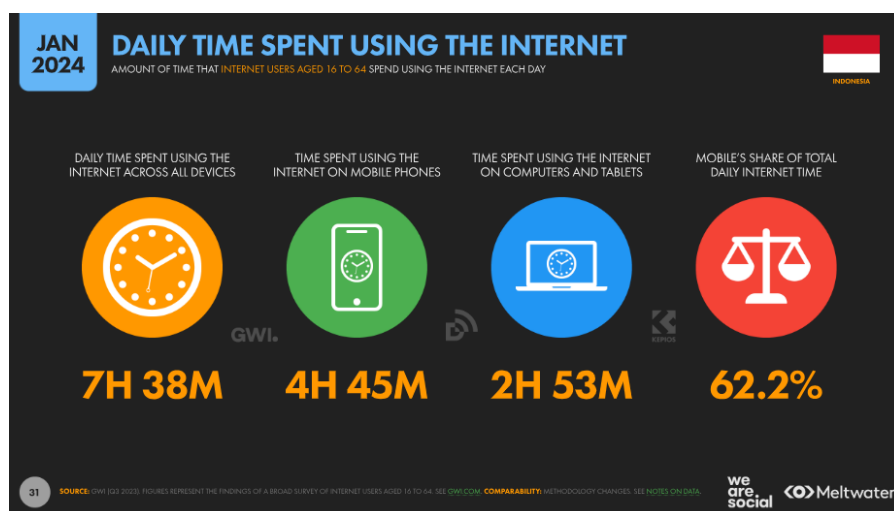 JAN
2024
DAILY TIME SPENT USING THE INTERNET
AMOUNT OF TIME THAT INTERNET USERS AGED 16 TO 64 SPEND USING THE INTERNET EACH DAY
INDONESIA
DAILY TIME SPENT USING THE
INTERNET ACROSS ALL DEVICES
TIME SPENT USING THE
INTERNET ON MOBILE PHONES
TIME SPENT USING THE INTERNET
ON COMPUTERS AND TABLETS
MOBILE'S SHARE OF TOTAL
DAILY INTERNET TIME
GWI.
KEPIOS
7H 38M
4H 45M
2H 53M
62.2%
31
SOURCE: GWI (Q3 2023). FIGURES REPRESENT THE FINDINGS OF A BROAD SURVEY OF INTERNET USERS AGED 16 TO 64. SEE GWI.COM. COMPARABILITY: METHODOLOGY CHANGES. SEE NOTES ON DATA.
we
are
social
Meltwater